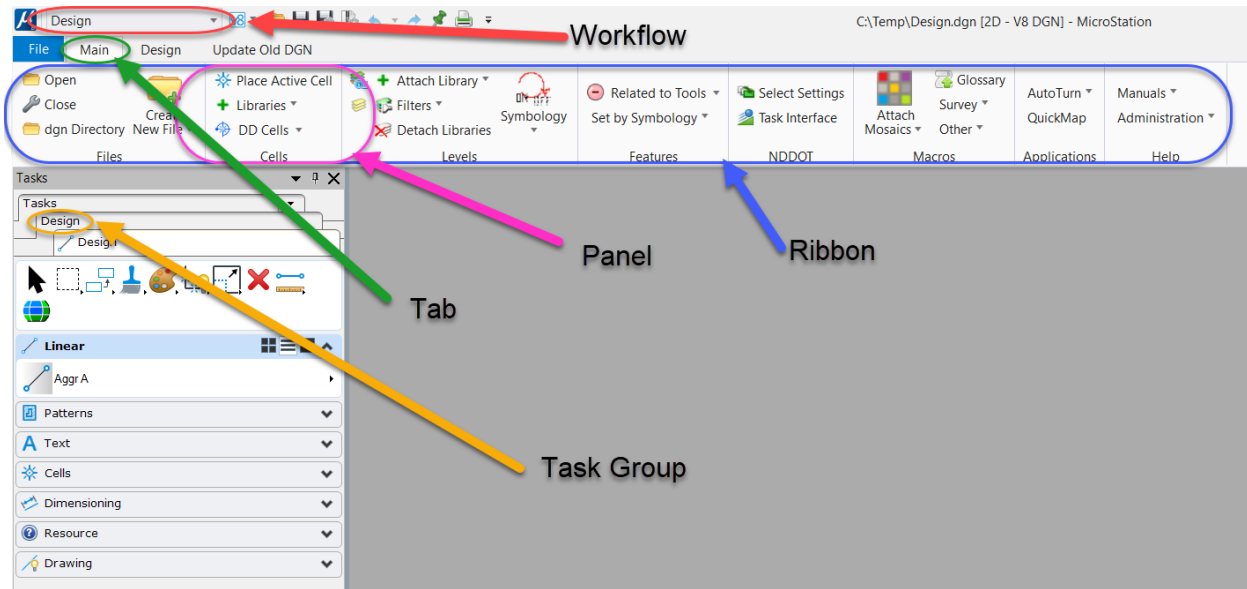 Design
C:\Temp\Design.dgn [2D - V8 DGN] - MicroStation
Workflow
File Main Design Update Old DGN
Open
Close
dgn Directory
Create
New File
Files
Place Active Cell
Libraries
DD Cells
Cells
Attach Library
Filters
Detach Libraries
Symbology
Levels
Related to Tools
Set by Symbology
Features
Select Settings
Task Interface
NDDOT
Attach
Mosaics
Glossary
Survey
Other
Macros
AutoTurn
QuickMap
Applications
Manuals
Administration
Help
Tasks
Tasks
Design
Design
Panel
Ribbon
Tab
Linear
Aggr A
Patterns
Text
Task Group
Cells
Dimensioning
Resource
Drawing